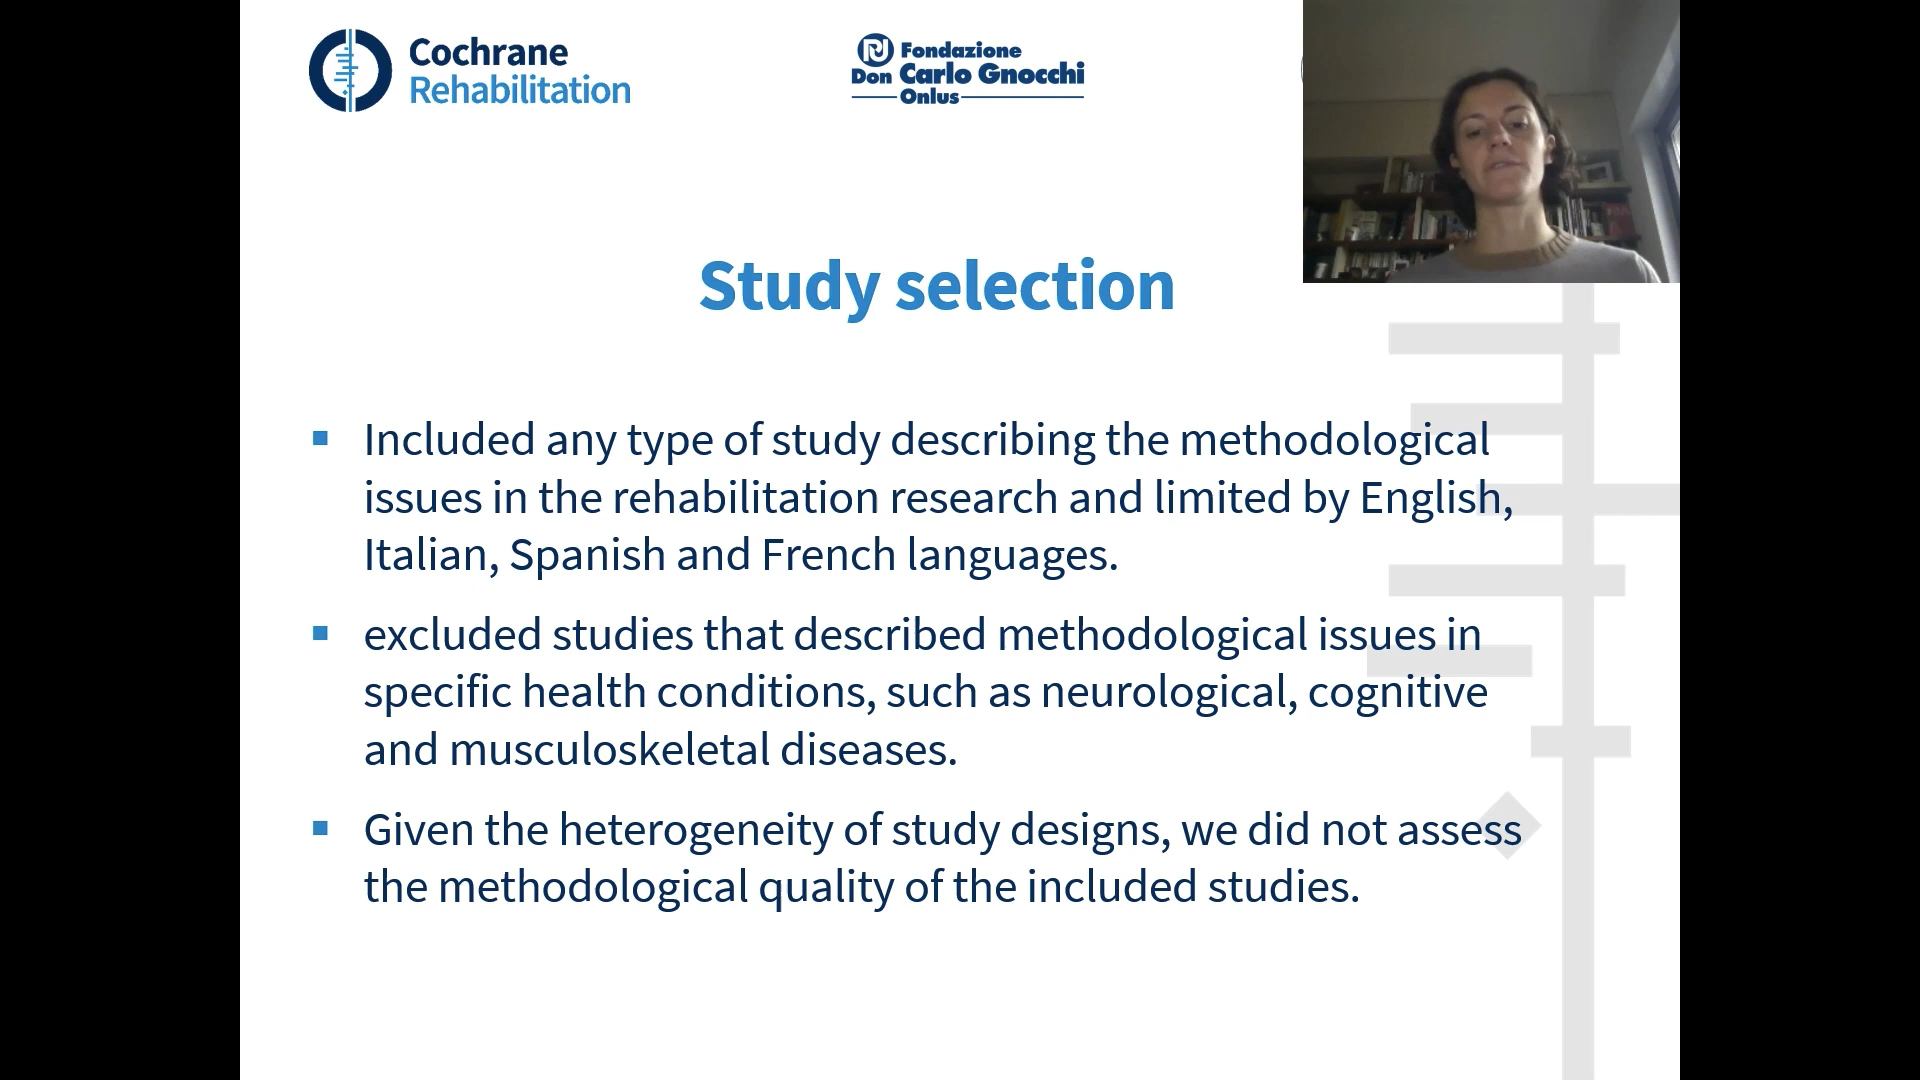 Cochrane
Rehabilitation
Fondazione
Don Carlo Gnocchi
Onlus
Study selection
Included any type of study describing the methodological
issues in the rehabilitation research and limited by English,
Italian, Spanish and French languages.
excluded studies that described methodological issues in
specific health conditions, such as neurological, cognitive
and musculoskeletal diseases.
Given the heterogeneity of study designs, we did not assess
the methodological quality of the included studies.